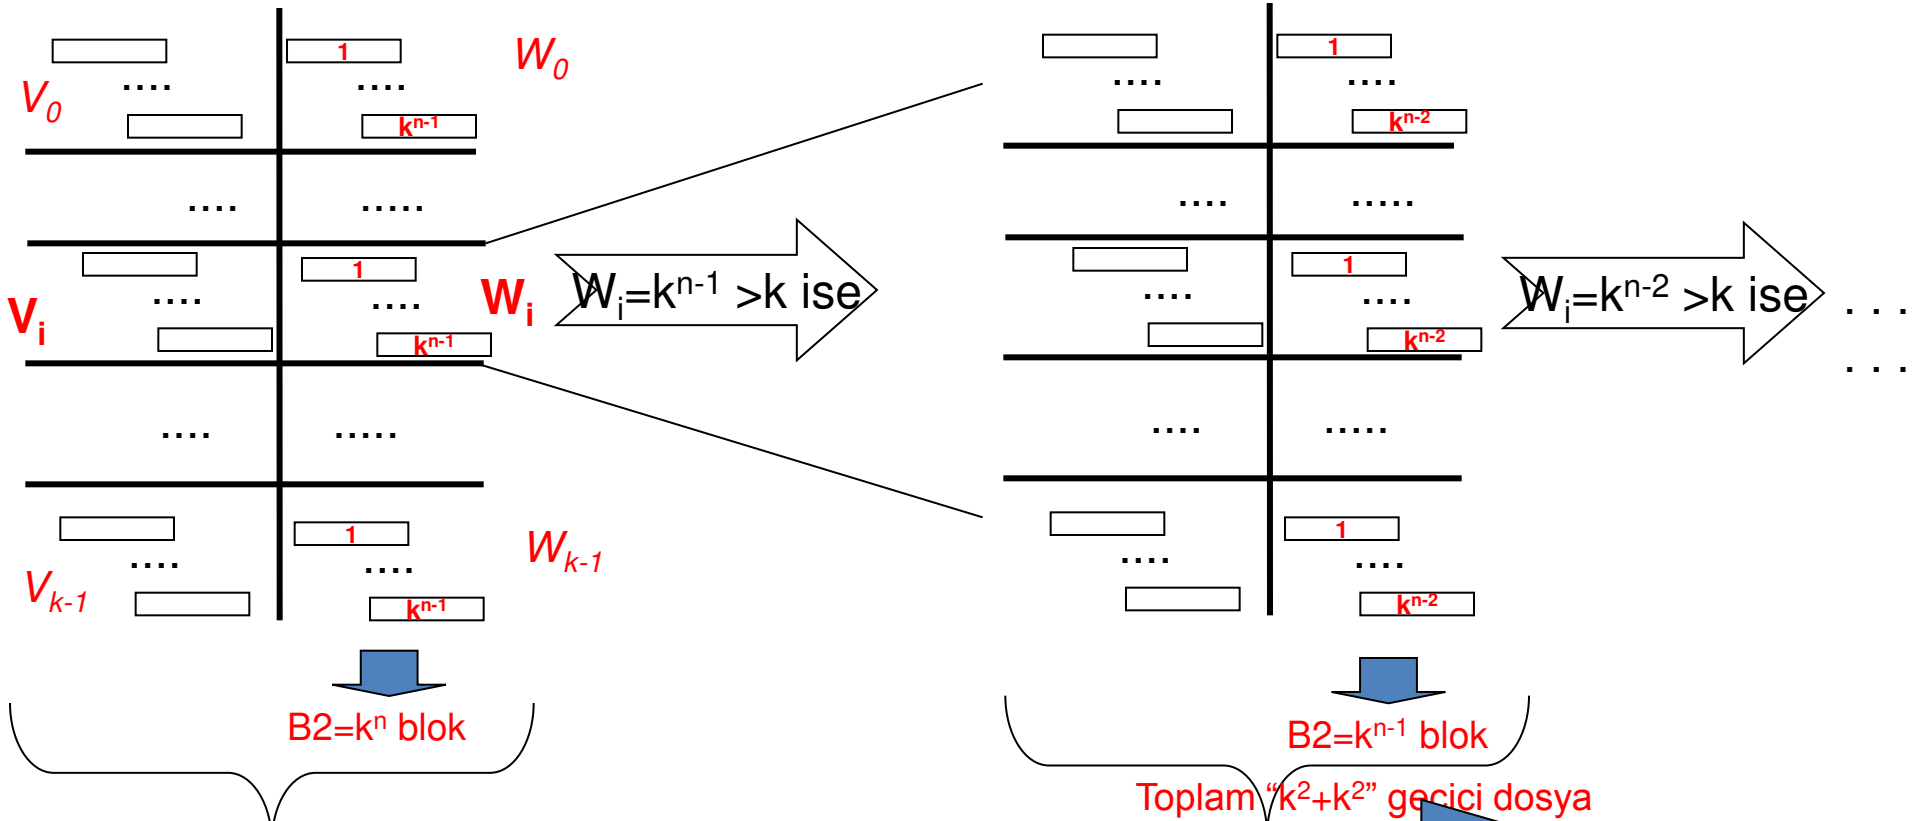 1 W₀ 1
.... .... .... ....
V₀
kⁿ⁻¹ kⁿ⁻²
.... ..... .... .....
1 1
Vᵢ .... .... Wᵢ Wᵢ=kⁿ⁻¹ >k ise .... .... Wᵢ=kⁿ⁻² >k ise . . .
kⁿ⁻¹ kⁿ⁻²
. . .
.... ..... .... .....
1 1
Vₖ₋₁ .... .... Wₖ₋₁ .... ....
kⁿ⁻¹ kⁿ⁻²
B2=kⁿ blok B2=kⁿ⁻¹ blok
Toplam “k²+k²” geçici dosya